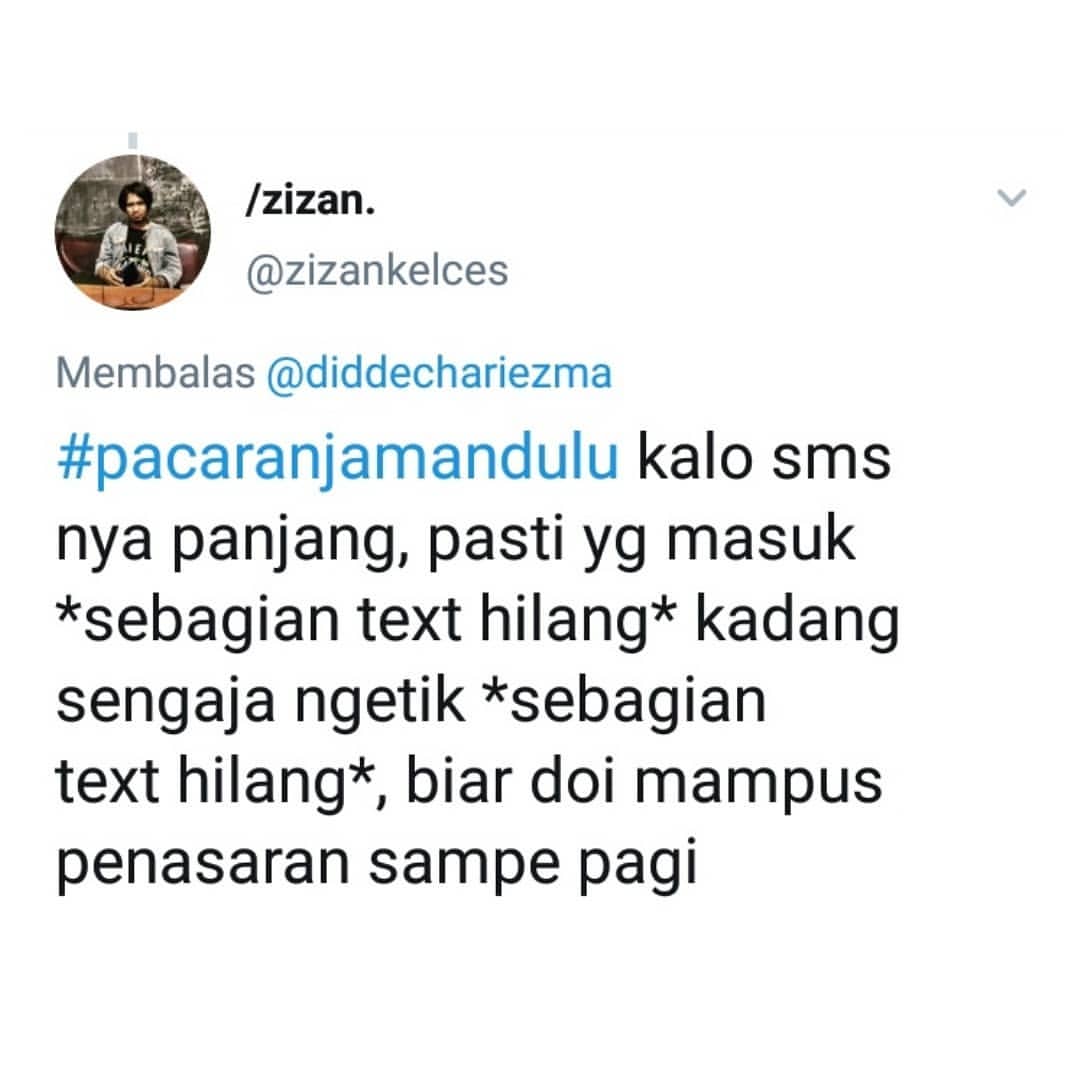 /zizan.
@zizankelces
Membalas @diddechariezma
#pacaranjamandulu kalo sms
nya panjang, pasti yg masuk
*sebagian text hilang* kadang
sengaja ngetik *sebagian
text hilang*, biar doi mampus
penasaran sampe pagi